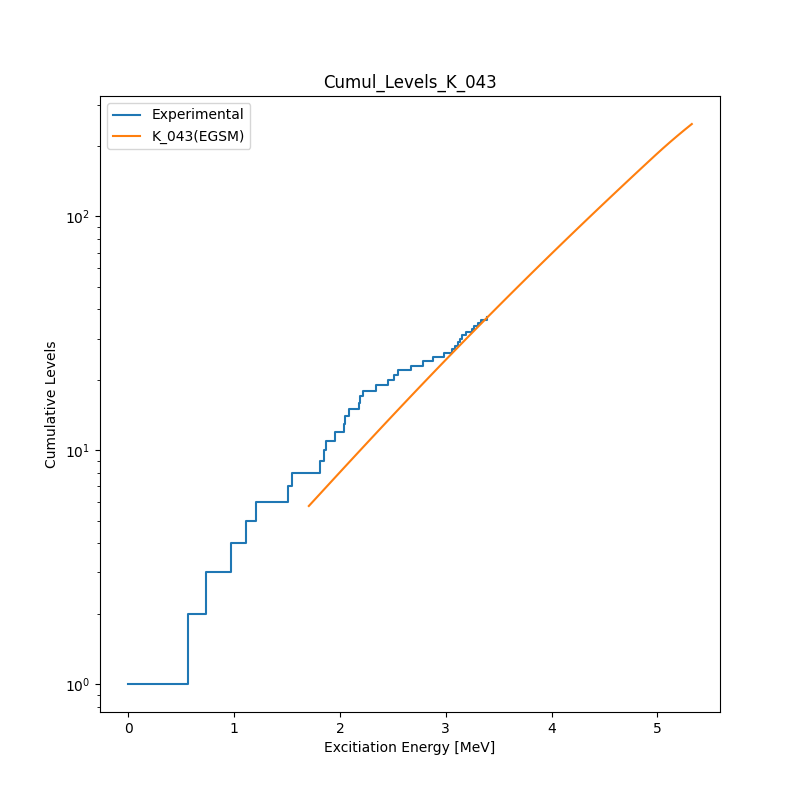 Cumul_Levels_K_043
Experimental
K_043(EGSM)
Cumulative Levels
10²
10¹
10⁰
0 1 2 3 4 5
Excitiation Energy [MeV]